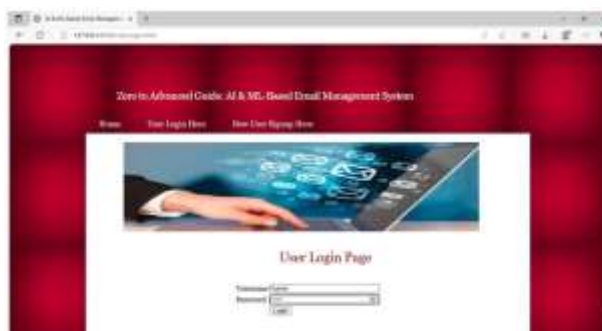 Zero to Advanced Guide: AI & ML-Based Email Management System
Home User Login Here New User Signup Here
User Login Page
Username
Password
Login